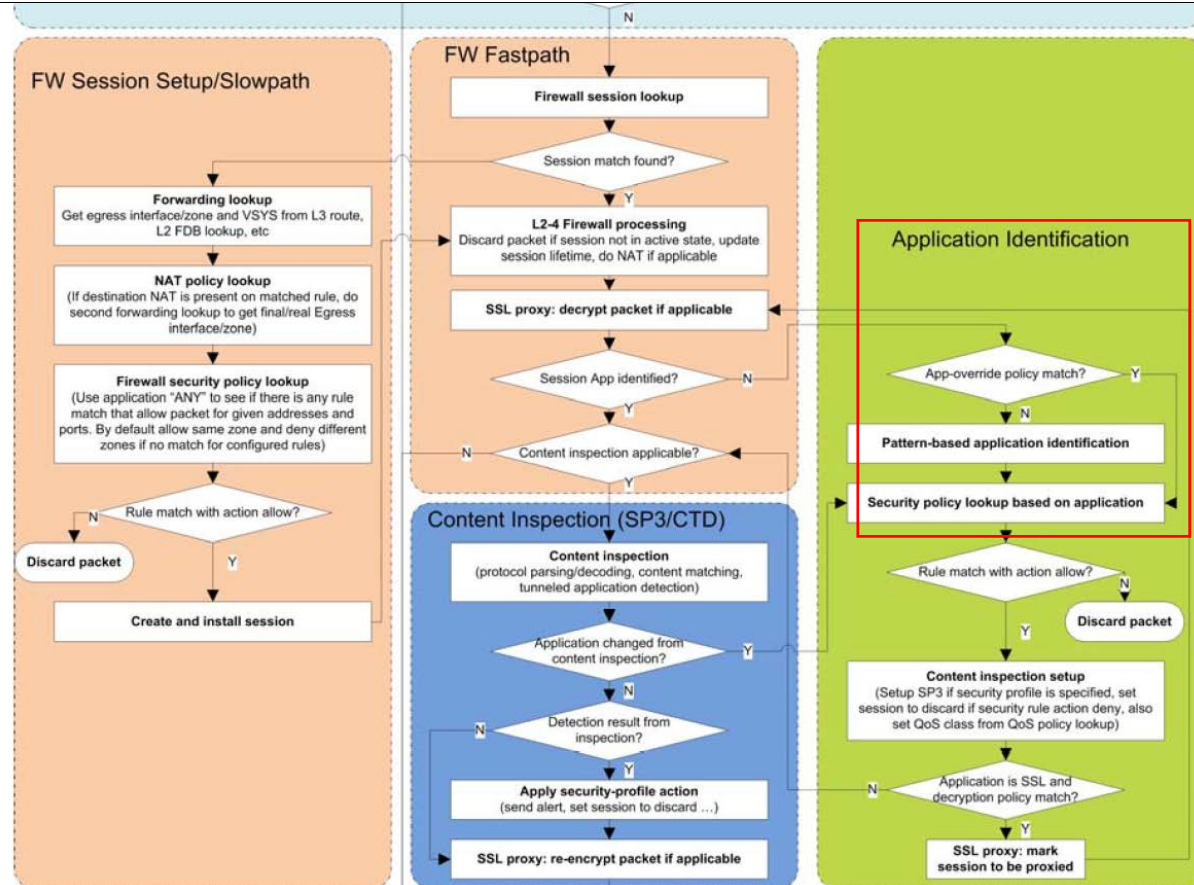 N
FW Session Setup/Slowpath
Forwarding lookup
Get egress interface/zone and VSYS from L3 route,
L2 FDB lookup, etc
NAT policy lookup
(If destination NAT is present on matched rule, do
second forwarding lookup to get final/real Egress
interface/zone)
Firewall security policy lookup
(Use application “ANY” to see if there is any rule
match that allow packet for given addresses and
ports. By default allow same zone and deny different
zones if no match for configured rules)
Rule match with action allow?
N
Discard packet
Y
Create and install session
FW Fastpath
Firewall session lookup
Session match found?
Y
L2-4 Firewall processing
Discard packet if session not in active state, update
session lifetime, do NAT if applicable
SSL proxy: decrypt packet if applicable
Session App identified?
N
Y
Content inspection applicable?
N
Y
Content Inspection (SP3/CTD)
Content inspection
(protocol parsing/decoding, content matching,
tunneled application detection)
Application changed from
content inspection?
Y
N
Detection result from
inspection?
N
Y
Apply security-profile action
(send alert, set session to discard …)
SSL proxy: re-encrypt packet if applicable
Application Identification
App-override policy match?
Y
N
Pattern-based application identification
Security policy lookup based on application
Rule match with action allow?
N
Discard packet
Y
Content inspection setup
(Setup SP3 if security profile is specified, set
session to discard if security rule action deny, also
set QoS class from QoS policy lookup)
Application is SSL and
decryption policy match?
N
Y
SSL proxy: mark
session to be proxied